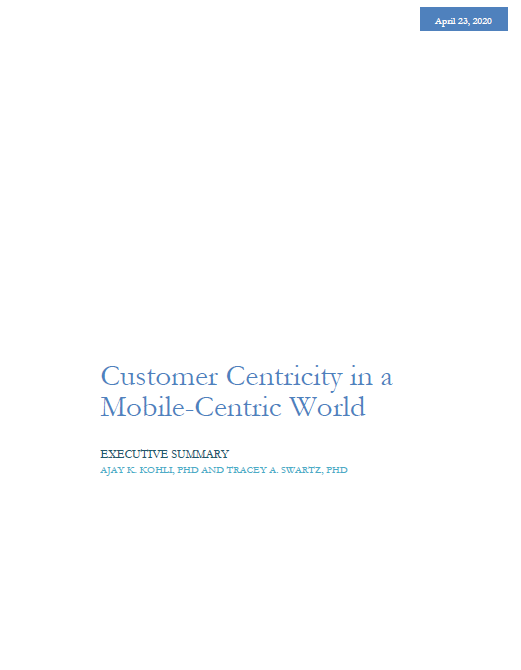 April 23, 2020
Customer Centricity in a
Mobile-Centric World
EXECUTIVE SUMMARY
AJAY K. KOHLI, PHD AND TRACEY A. SWARTZ, PHD